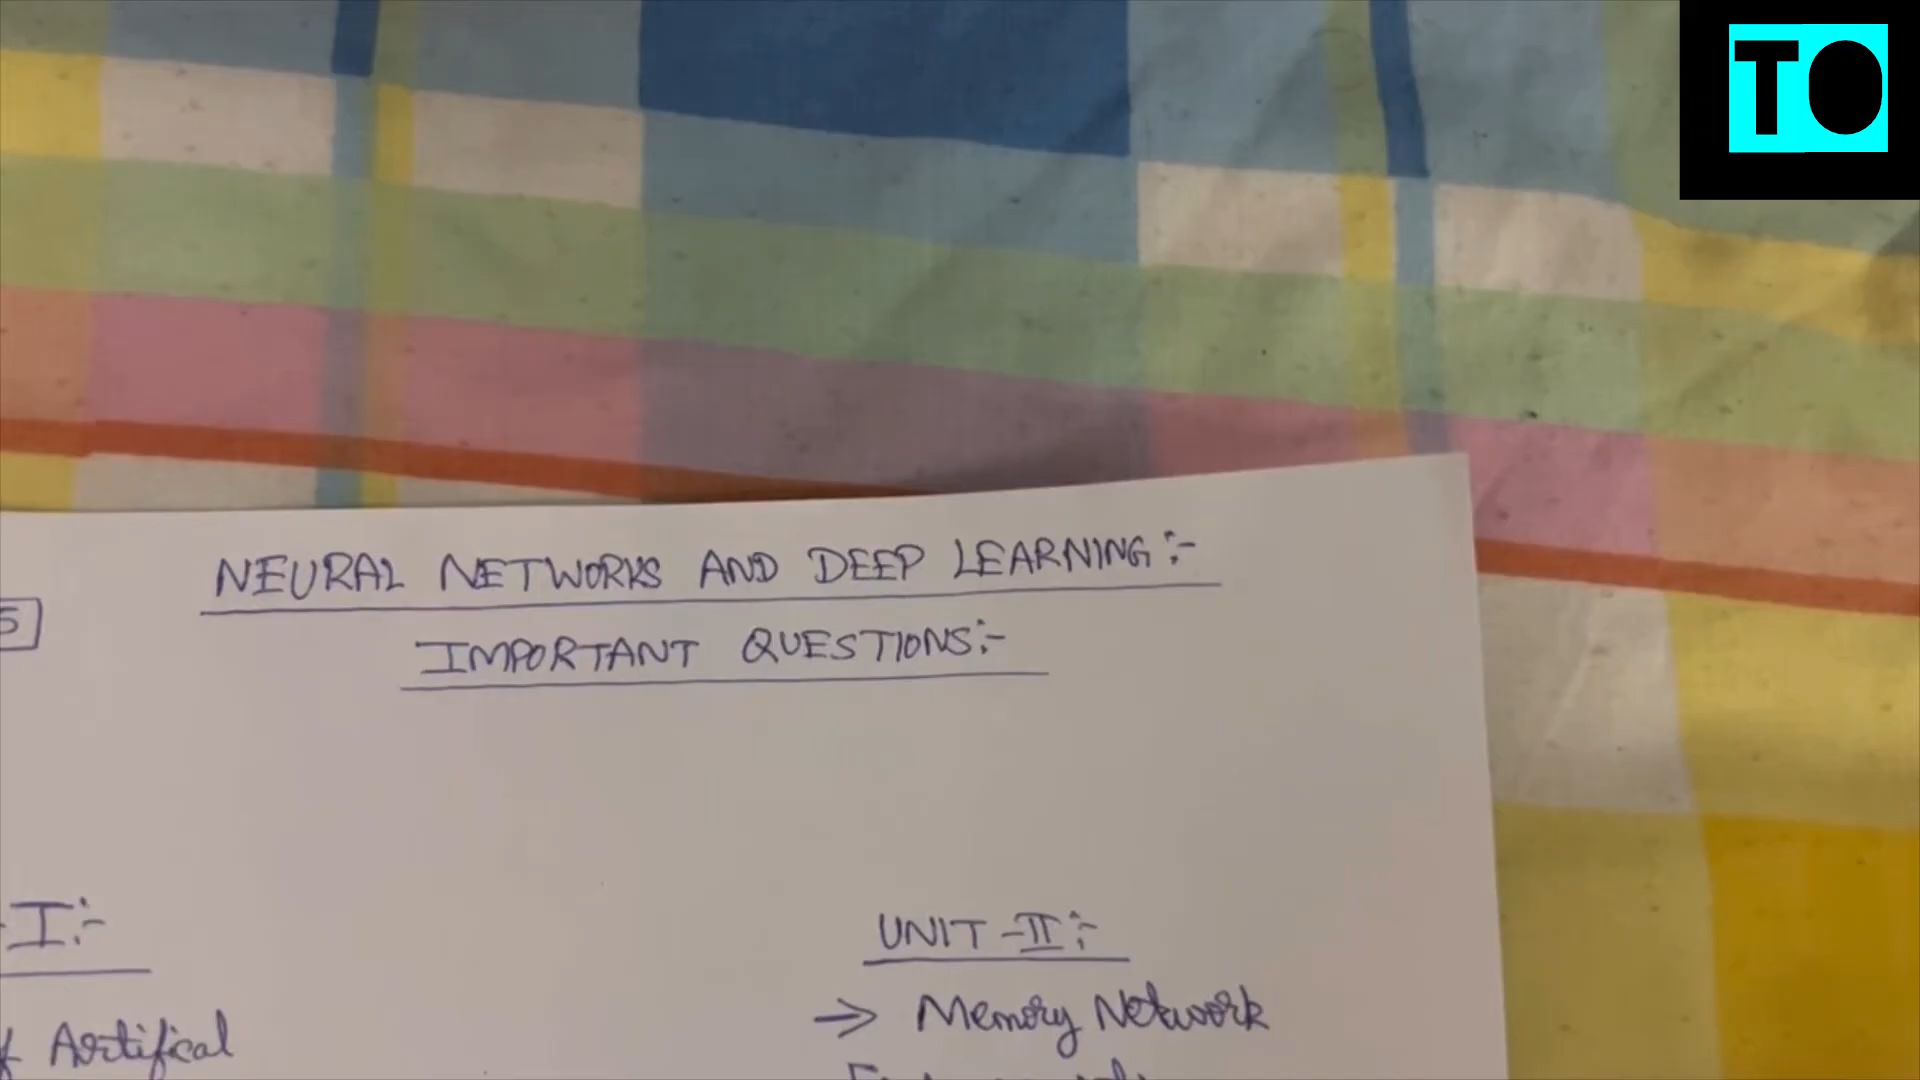 TO
NEURAL NETWORKS AND DEEP LEARNING:-
5
IMPORTANT QUESTIONS:-
-I:-
UNIT-II:-
→ Memory Network
Artifical